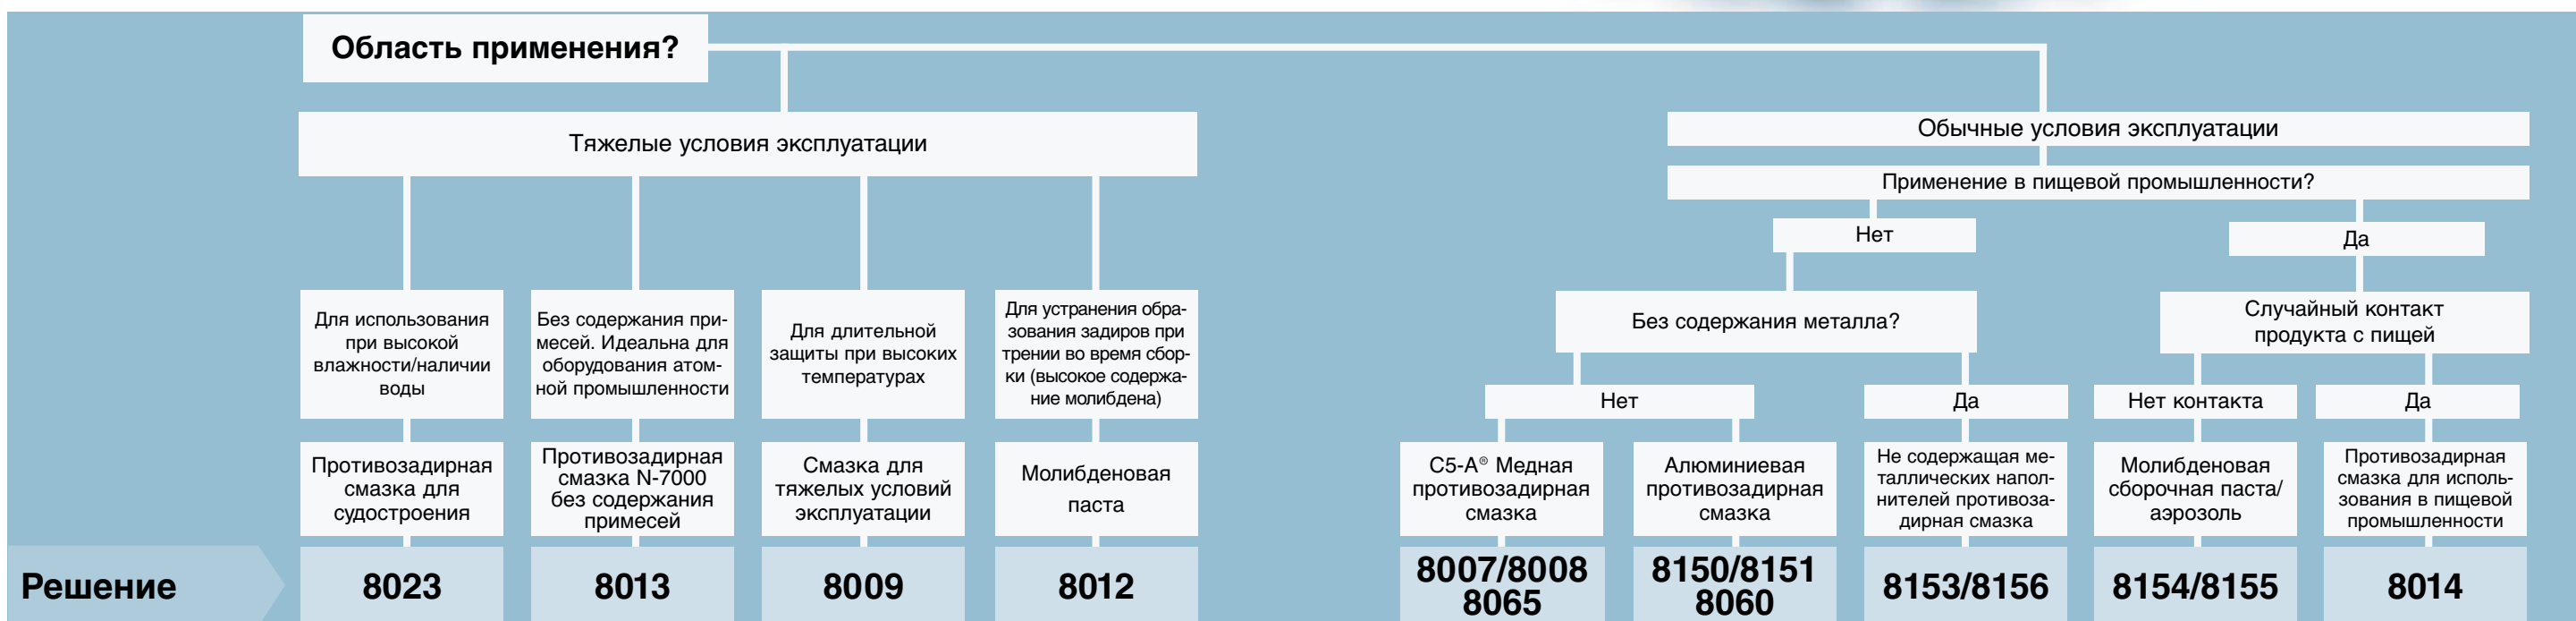 Область применения?
Тяжелые условия эксплуатации
Обычные условия эксплуатации
Применение в пищевой промышленности?
Нет
Да
Для использования
при высокой
влажности/наличии
воды
Без содержания при-
месей. Идеальна для
оборудования атом-
ной промышленности
Для длительной
защиты при высоких
температурах
Для устранения обра-
зования задиров при
трении во время сбор-
ки (высокое содержа-
ние молибдена)
Без содержания металла?
Случайный контакт
продукта с пищей
Нет
Да
Нет контакта
Да
Противозадирная
смазка для
судостроения
Противозадирная
смазка N-7000
без содержания
примесей
Смазка для
тяжелых условий
эксплуатации
Молибденовая
паста
C5-A® Медная
противозадирная
смазка
Алюминиевая
противозадирная
смазка
Не содержащая ме-
таллических напол-
нителей противоза-
дирная смазка
Молибденовая
сборочная паста/
аэрозоль
Противозадирная
смазка для исполь-
зования в пищевой
промышленности
Решение
8023
8013
8009
8012
8007/8008
8065
8150/8151
8060
8153/8156
8154/8155
8014